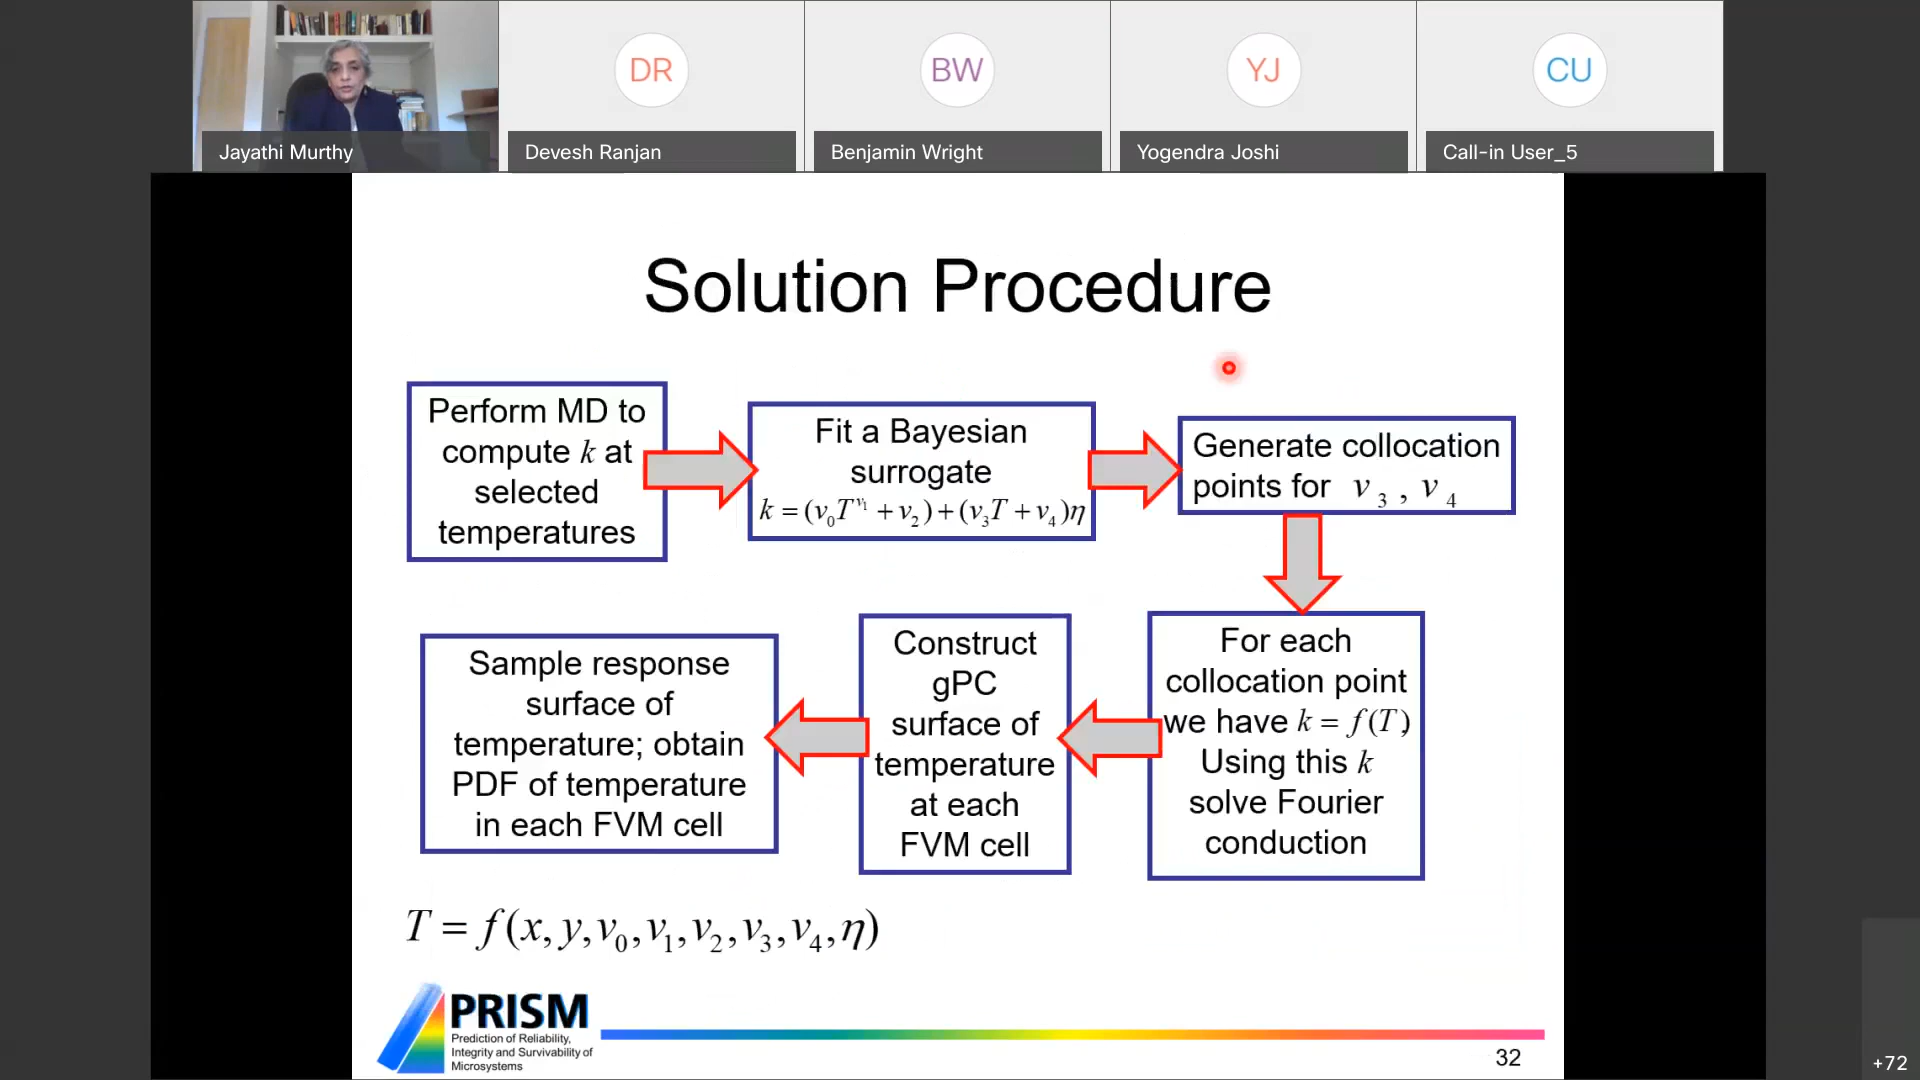 DR
BW
YJ
CU
Jayathi Murthy
Devesh Ranjan
Benjamin Wright
Yogendra Joshi
Call-in User_5
Solution Procedure
Perform MD to
compute k at
selected
temperatures
Fit a Bayesian
surrogate
k = (v₀T^v₁ + v₂) + (v₃T + v₄)η
Generate collocation
points for v₃ , v₄
For each
collocation point
we have k = f(T)
Using this k
solve Fourier
conduction
Construct
gPC
surface of
temperature
at each
FVM cell
Sample response
surface of
temperature; obtain
PDF of temperature
in each FVM cell
T = f(x, y, v₀, v₁, v₂, v₃, v₄, η)
PRISM
Prediction of Reliability,
Integrity and Survivability of
Microsystems
32
+72